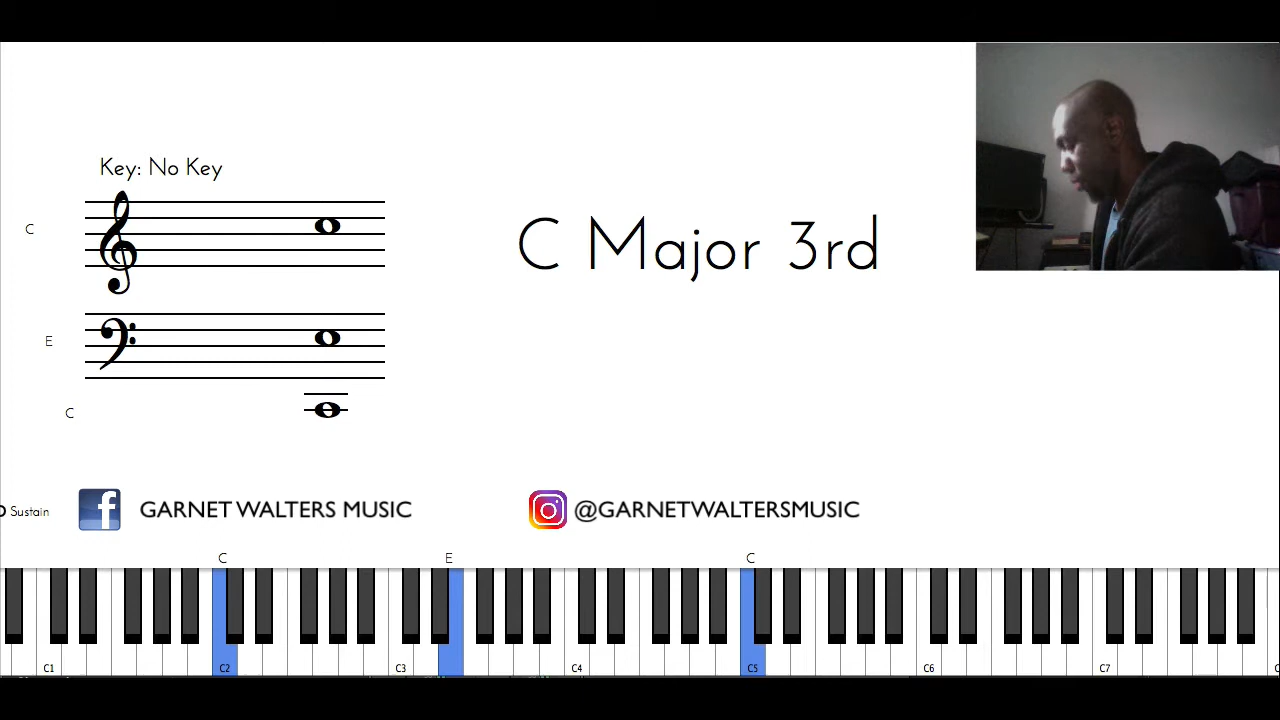 Key: No Key
C
C Major 3rd
E
C
Sustain
GARNET WALTERS MUSIC
@GARNETWALTERSMUSIC
C E C
C1 C2 C3 C4 C5 C6 C7